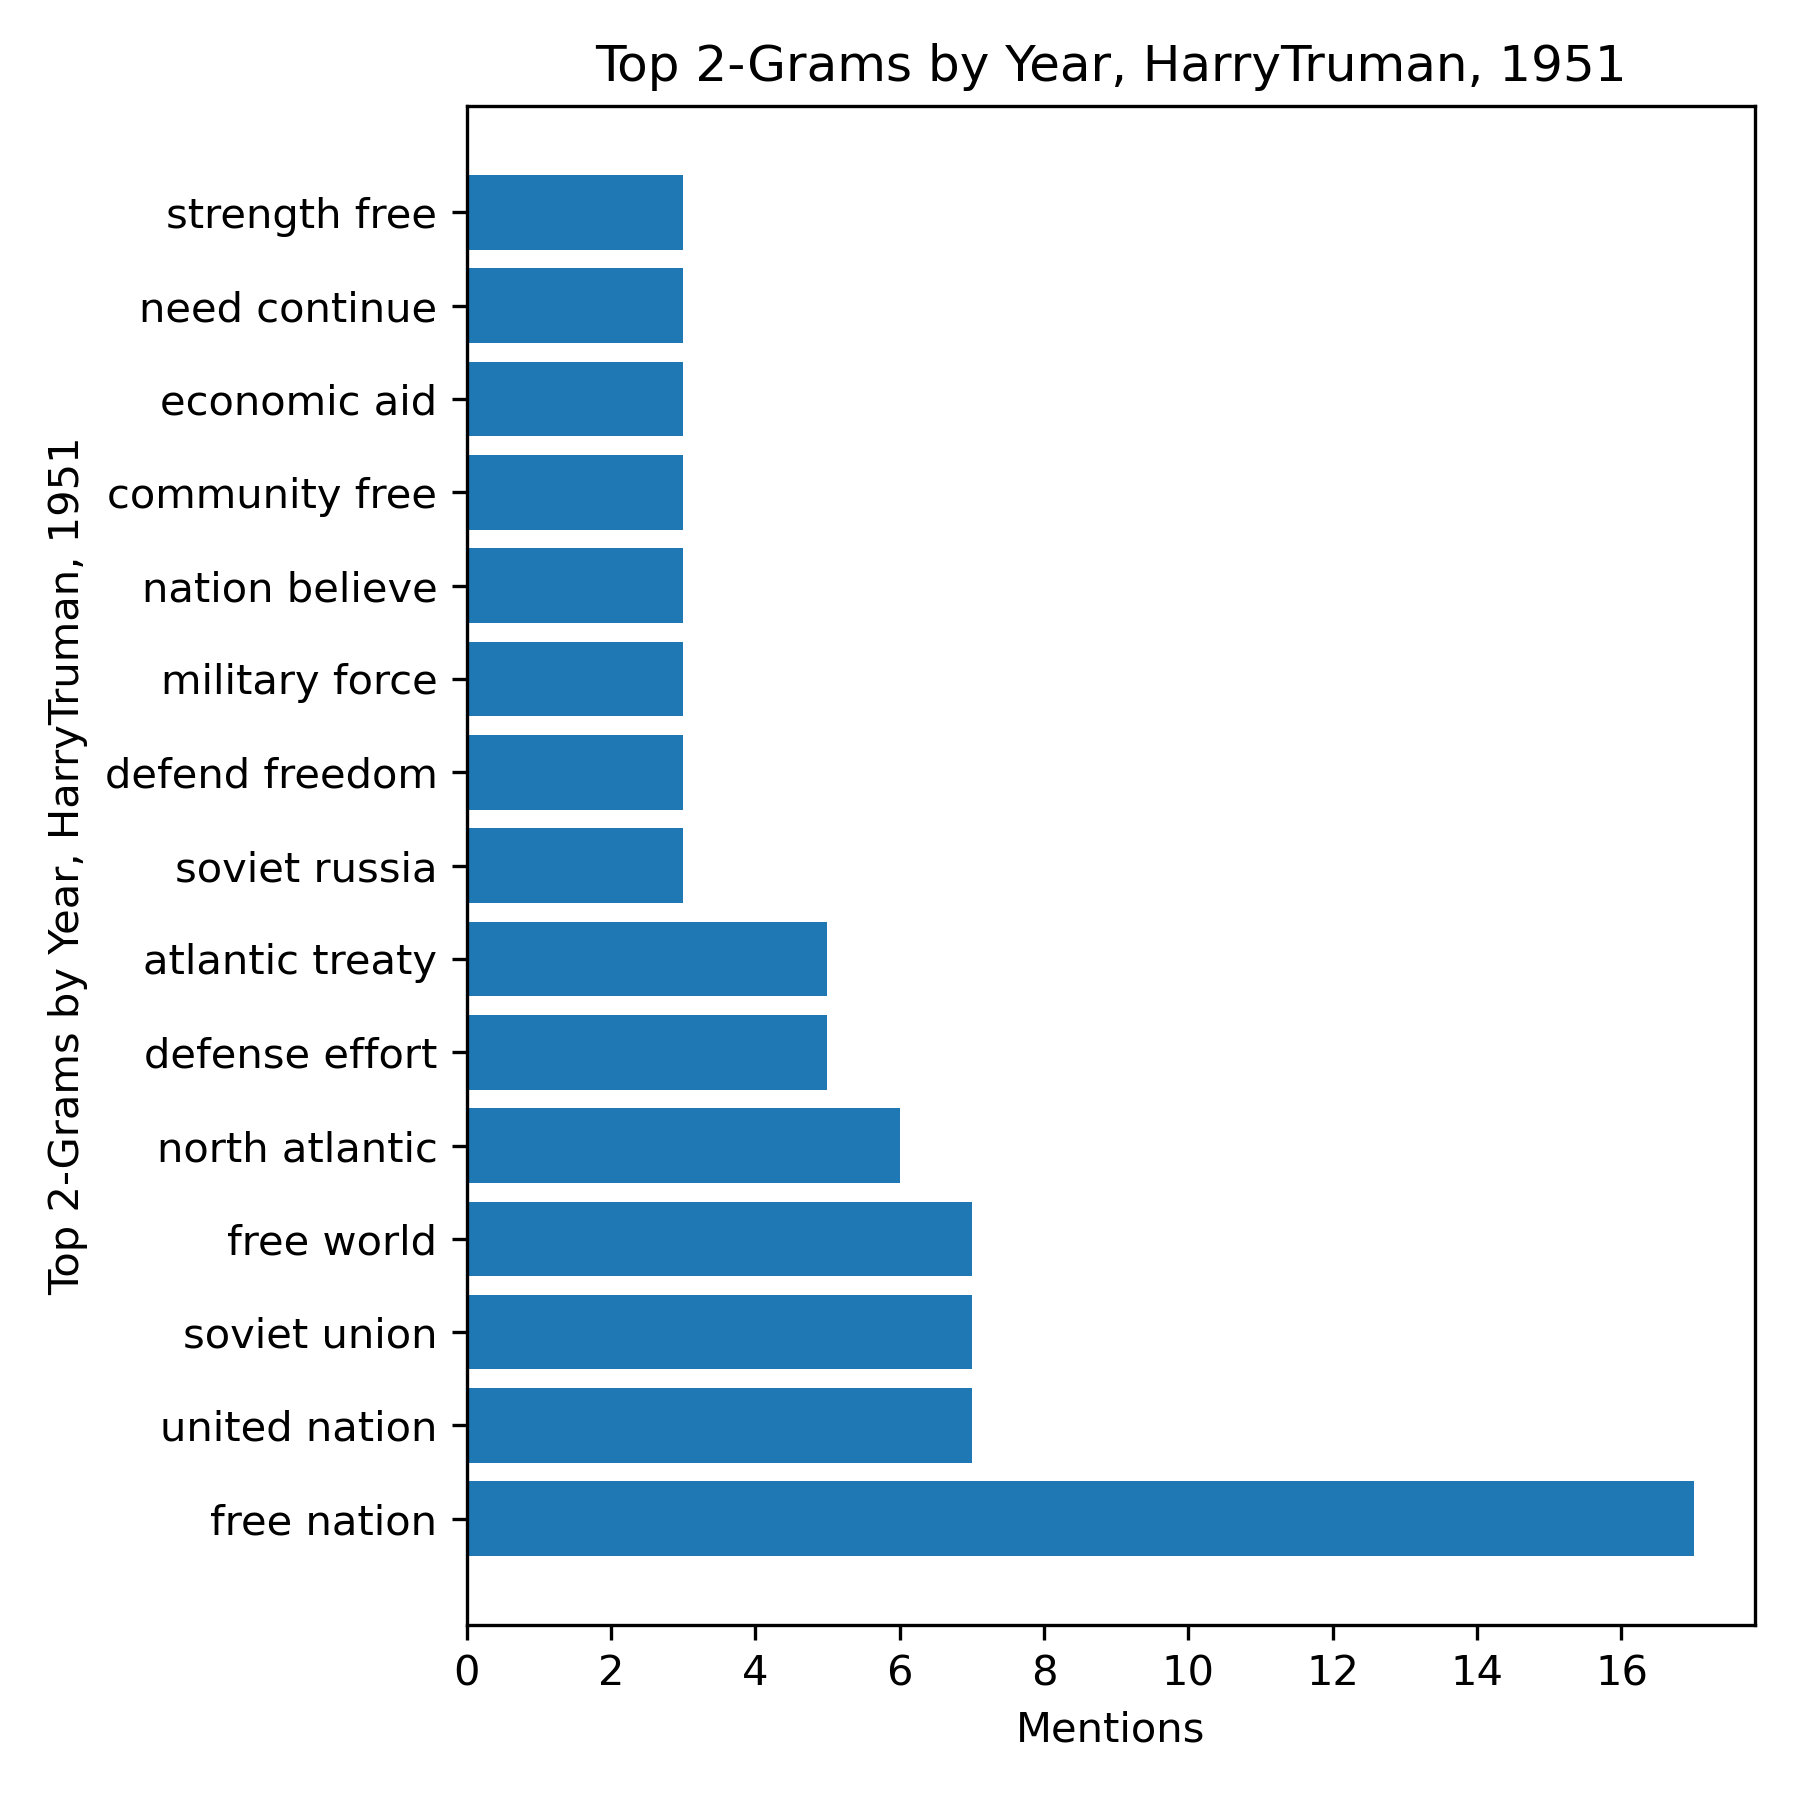 Top 2-Grams by Year, HarryTruman, 1951
Top 2-Grams by Year, HarryTruman, 1951
strength free
need continue
economic aid
community free
nation believe
military force
defend freedom
soviet russia
atlantic treaty
defense effort
north atlantic
free world
soviet union
united nation
free nation
0 2 4 6 8 10 12 14 16
Mentions